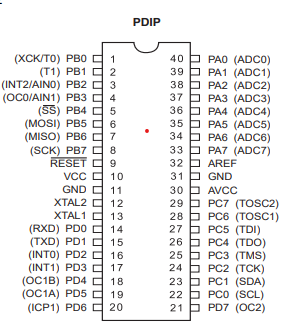 PDIP
(XCK/T0) PB0 1 40 PA0 (ADC0)
(T1) PB1 2 39 PA1 (ADC1)
(INT2/AIN0) PB2 3 38 PA2 (ADC2)
(OC0/AIN1) PB3 4 37 PA3 (ADC3)
(SS) PB4 5 36 PA4 (ADC4)
(MOSI) PB5 6 35 PA5 (ADC5)
(MISO) PB6 7 34 PA6 (ADC6)
(SCK) PB7 8 33 PA7 (ADC7)
RESET 9 32 AREF
VCC 10 31 GND
GND 11 30 AVCC
XTAL2 12 29 PC7 (TOSC2)
XTAL1 13 28 PC6 (TOSC1)
(RXD) PD0 14 27 PC5 (TDI)
(TXD) PD1 15 26 PC4 (TDO)
(INT0) PD2 16 25 PC3 (TMS)
(INT1) PD3 17 24 PC2 (TCK)
(OC1B) PD4 18 23 PC1 (SDA)
(OC1A) PD5 19 22 PC0 (SCL)
(ICP1) PD6 20 21 PD7 (OC2)